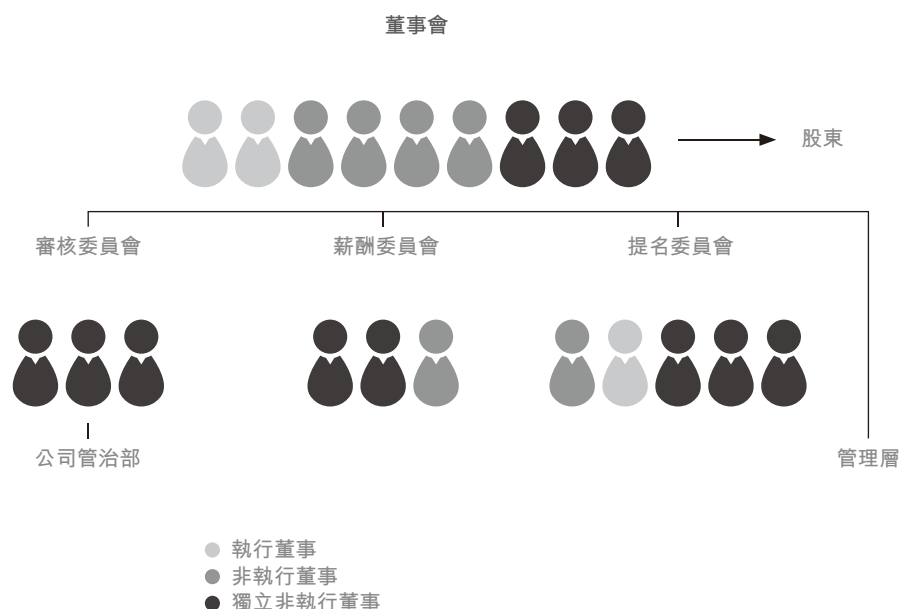 董事會
股東
審核委員會
薪酬委員會
提名委員會
公司管治部
管理層
執行董事
非執行董事
獨立非執行董事